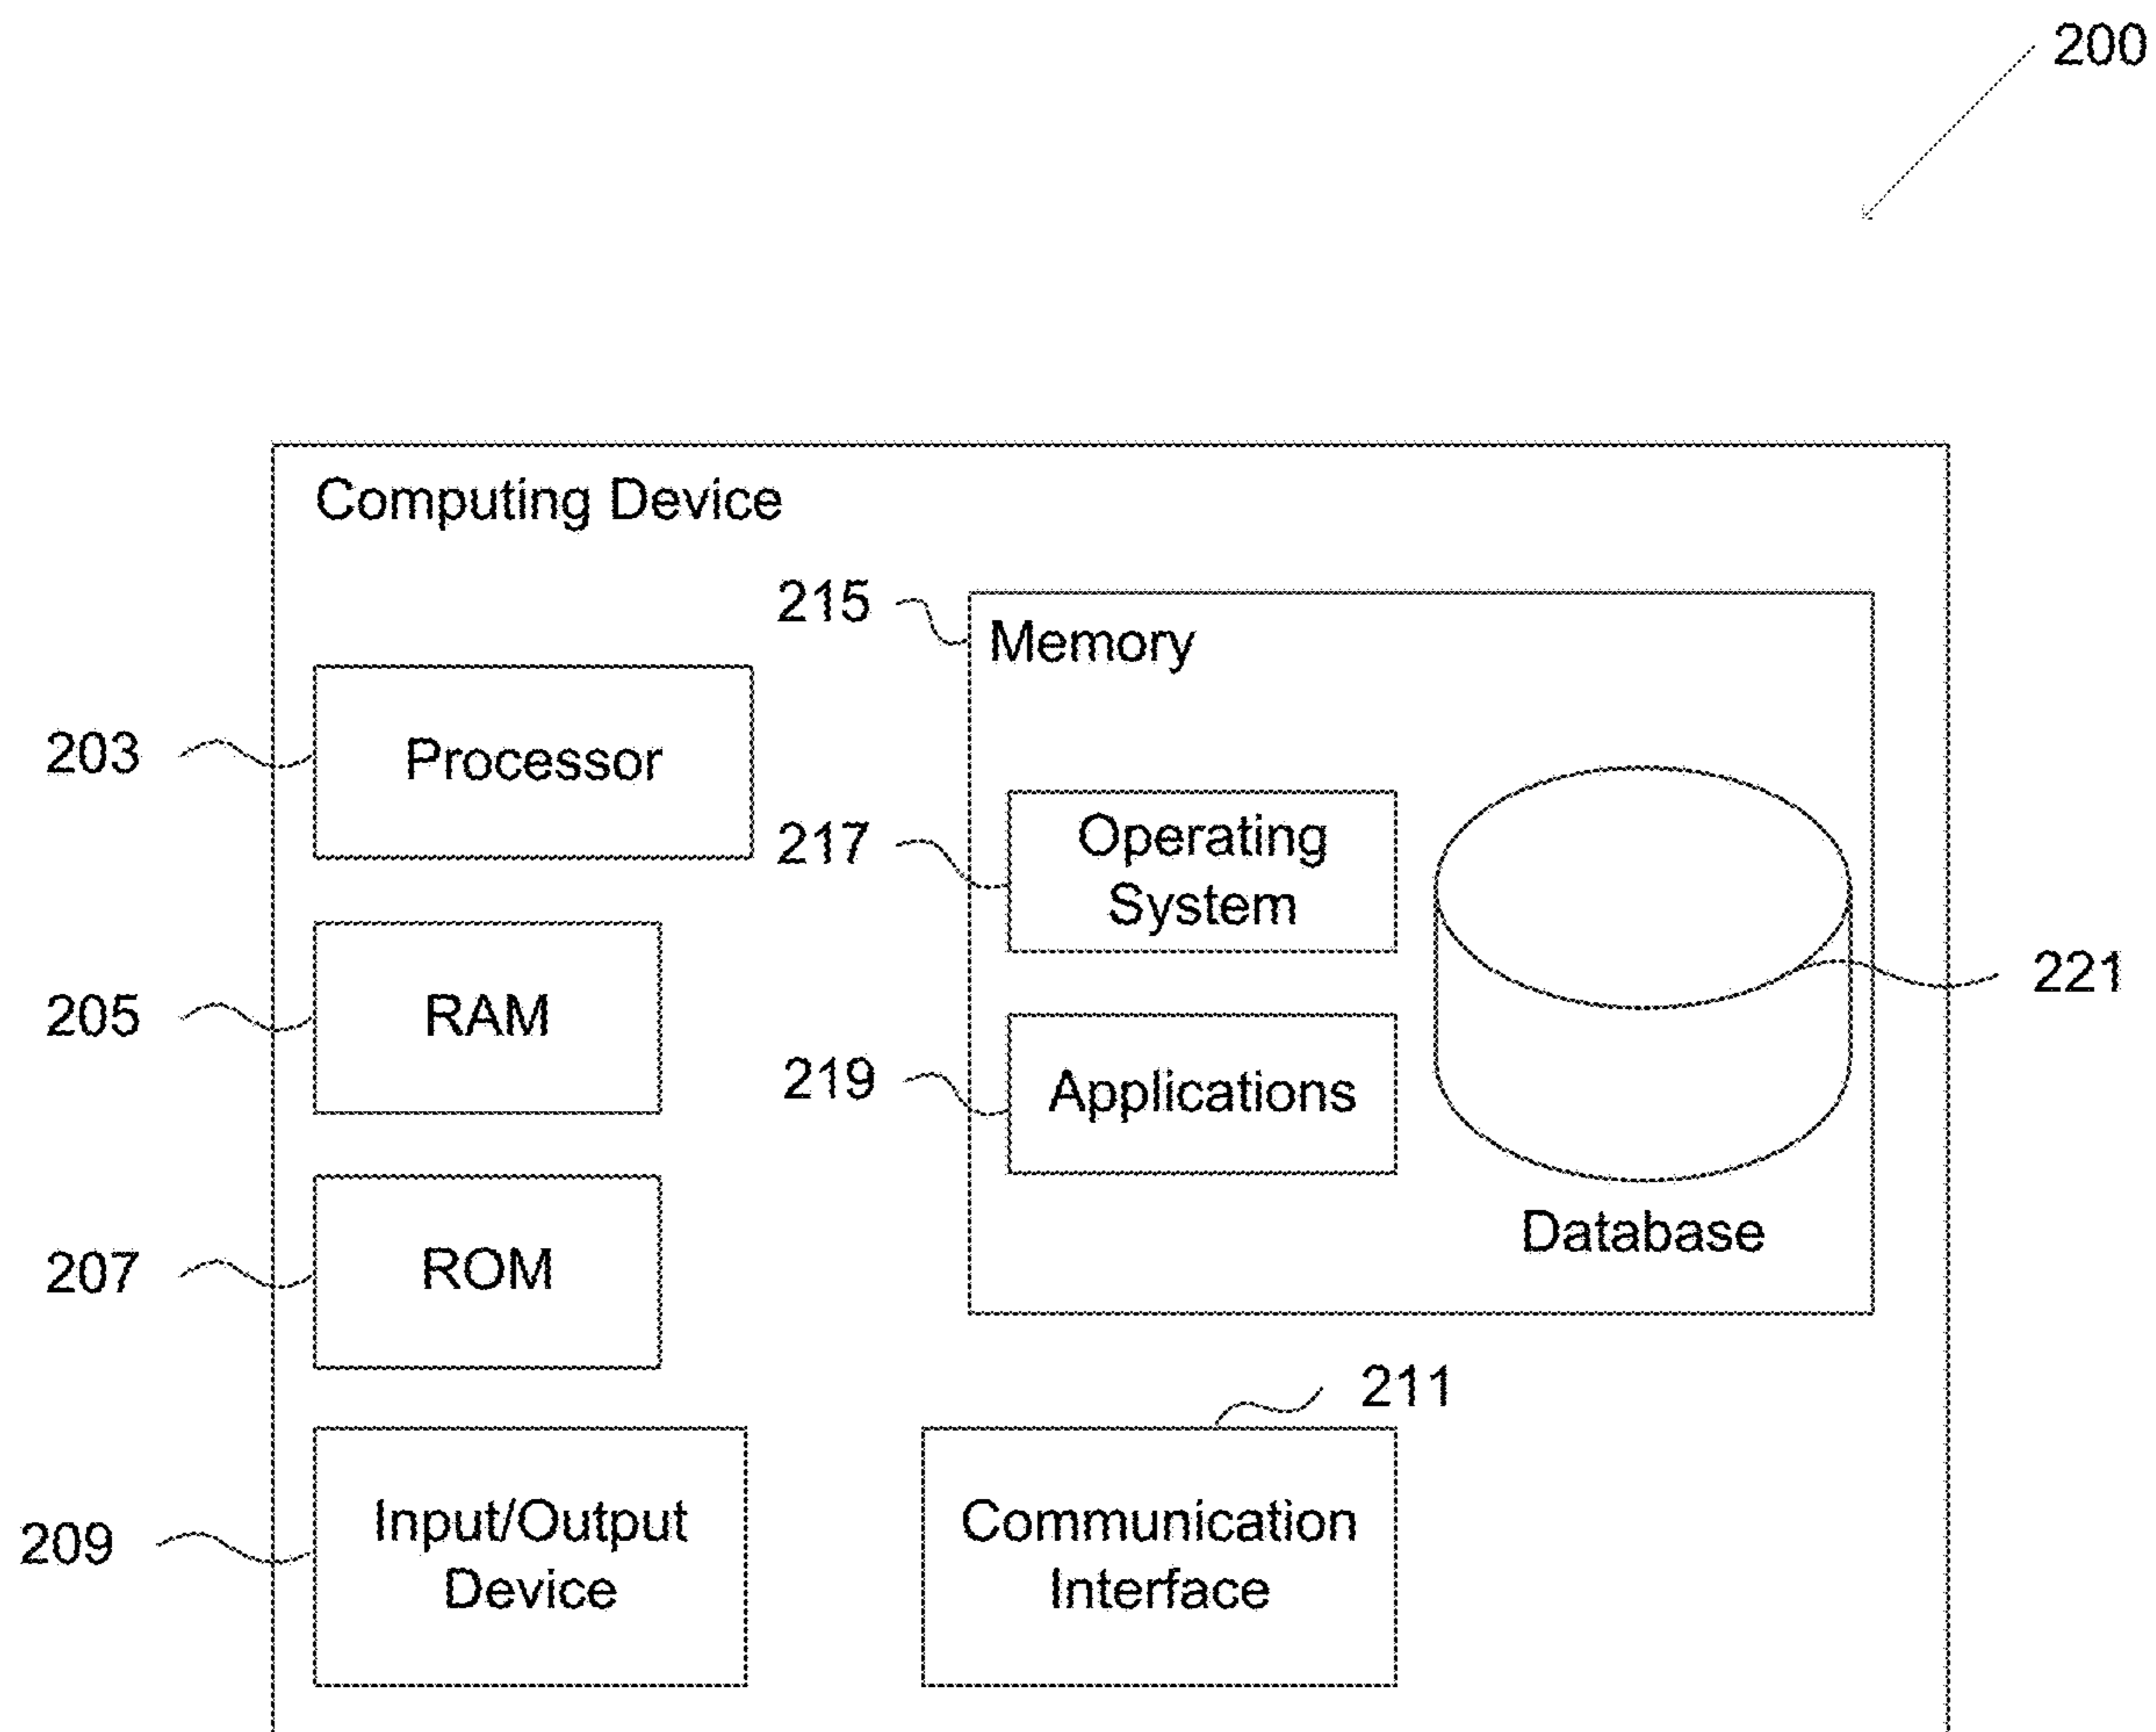 200
Computing Device
215
Memory
203
Processor
217
Operating
System
221
205
RAM
219
Applications
207
ROM
Database
211
209
Input/Output
Device
Communication
Interface